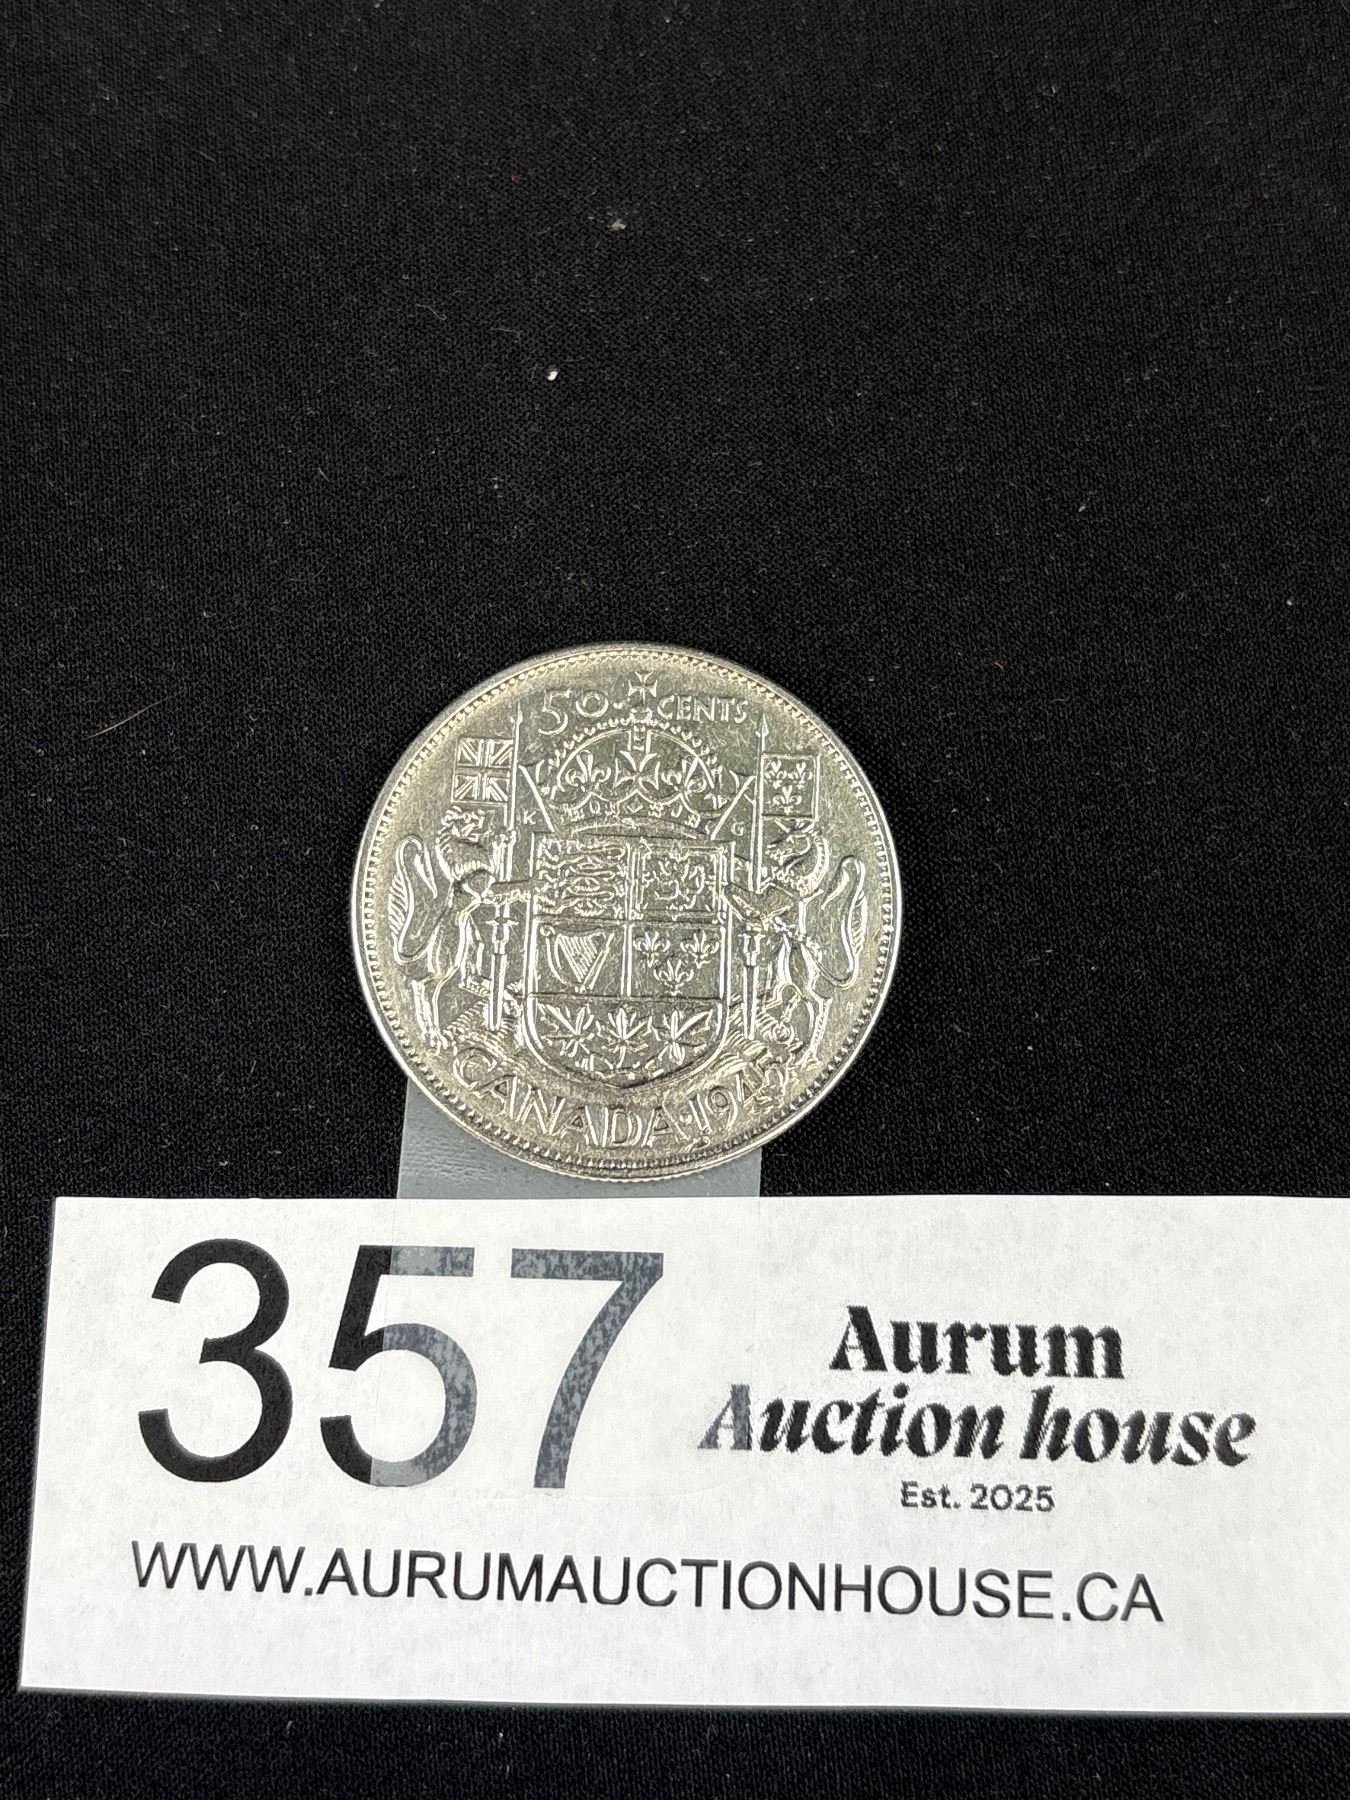 50 CENTS
K G
CANADA 1945
357
Aurum
Auction house
Est. 2025
WWW.AURUMAUCTIONHOUSE.CA